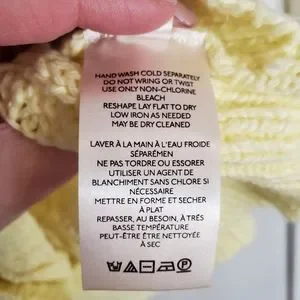 HAND WASH COLD SEPARATELY
DO NOT WRING OR TWIST
USE ONLY NON-CHLORINE
BLEACH
RESHAPE LAY FLAT TO DRY
LOW IRON AS NEEDED
MAY BE DRY CLEANED
LAVER À LA MAIN À L'EAU FROIDE
SÉPARÉMEN
NE PAS TORDRE OU ESSORER
UTILISER UN AGENT DE
BLANCHIMENT SANS CHLORE SI
NÉCESSAIRE
METTRE EN FORME ET SÉCHER
À PLAT
REPASSER, AU BESOIN, À TRÈS
BASSE TEMPÉRATURE
PEUT-ÊTRE ÊTRE NETTOYÉE
À SEC